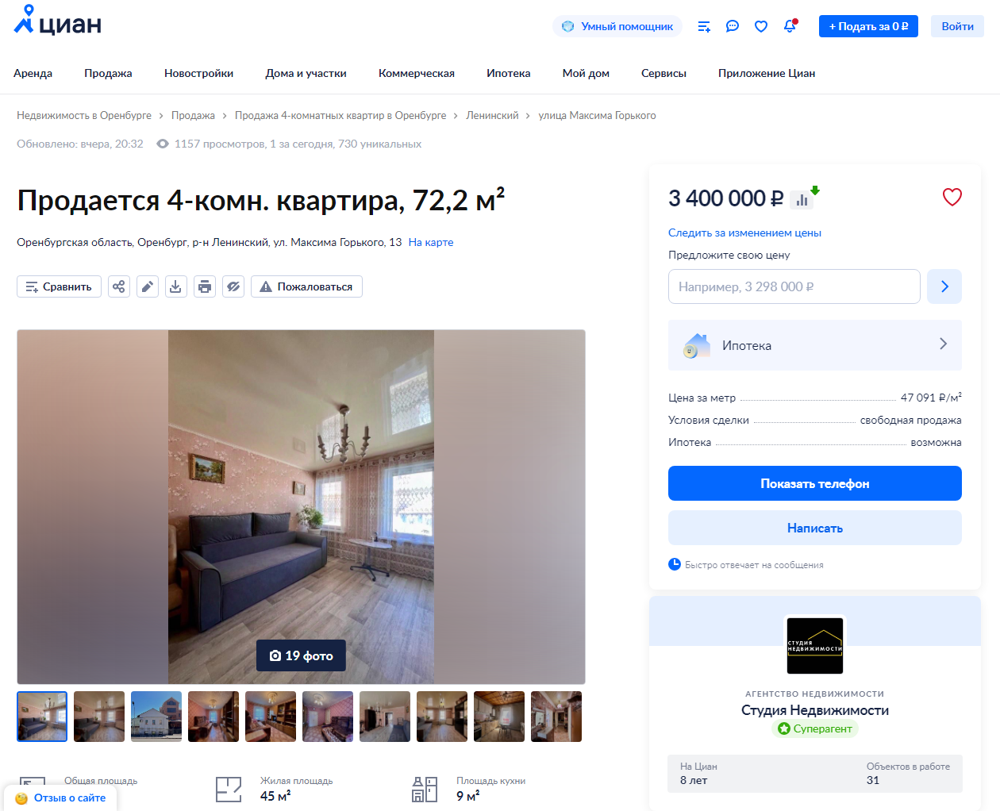 циан
Умный помощник
+ Подать за 0 ₽
Войти
Аренда
Продажа
Новостройки
Дома и участки
Коммерческая
Ипотека
Мой дом
Сервисы
Приложение Циан
Недвижимость в Оренбурге > Продажа > Продажа 4-комнатных квартир в Оренбурге > Ленинский > улица Максима Горького
Обновлено: вчера, 20:32
1157 просмотров, 1 за сегодня, 730 уникальных
Продается 4-комн. квартира, 72,2 м²
Оренбургская область, Оренбург, р-н Ленинский, ул. Максима Горького, 13 На карте
Сравнить
Пожаловаться
19 фото
Общая площадь
Жилая площадь
45 м²
Площадь кухни
9 м²
Отзыв о сайте
3 400 000 ₽
Следить за изменением цены
Предложите свою цену
Например, 3 298 000 ₽
Ипотека
Цена за метр 47 091 ₽/м²
Условия сделки свободная продажа
Ипотека возможна
Показать телефон
Написать
Быстро отвечает на сообщения
СТУДИЯ
НЕДВИЖИМОСТИ
АГЕНТСТВО НЕДВИЖИМОСТИ
Студия Недвижимости
Суперагент
На Циан
8 лет
Объектов в работе
31